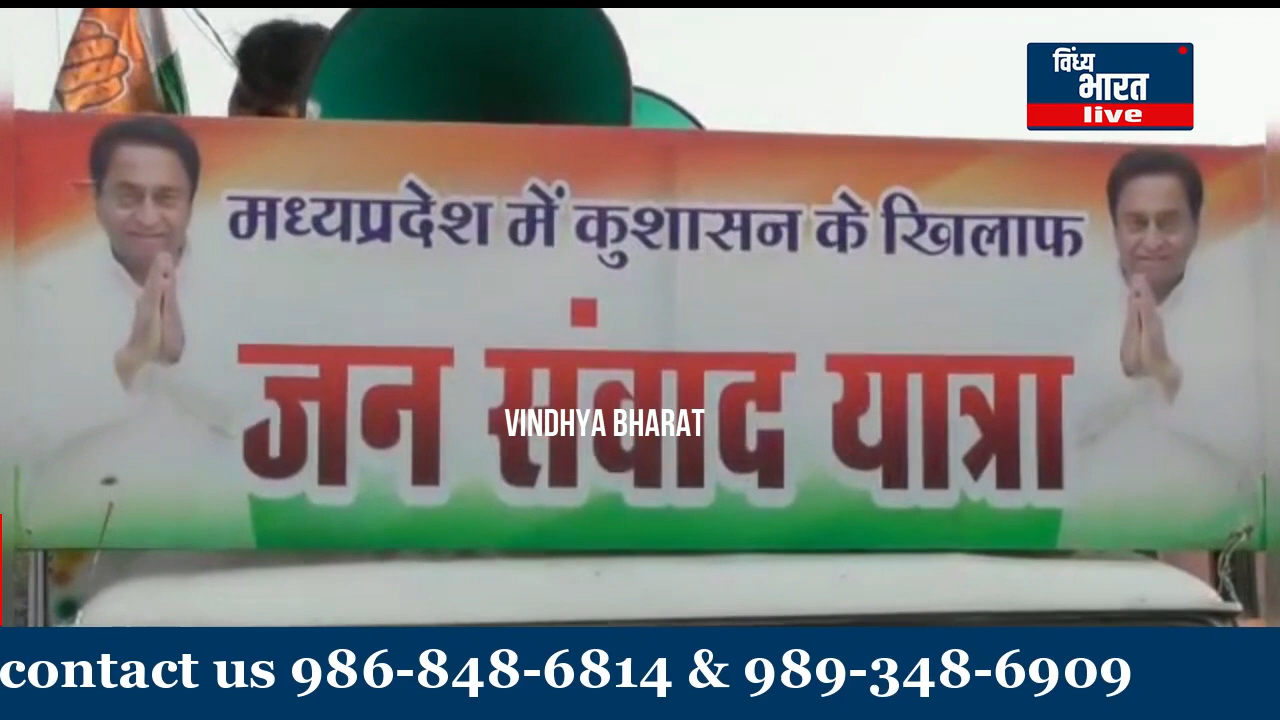 विंध्य
भारत
live
मध्यप्रदेश में कुशासन के खिलाफ
जन संवाद यात्रा
VINDHYA BHARAT
contact us 986-848-6814 & 989-348-6909